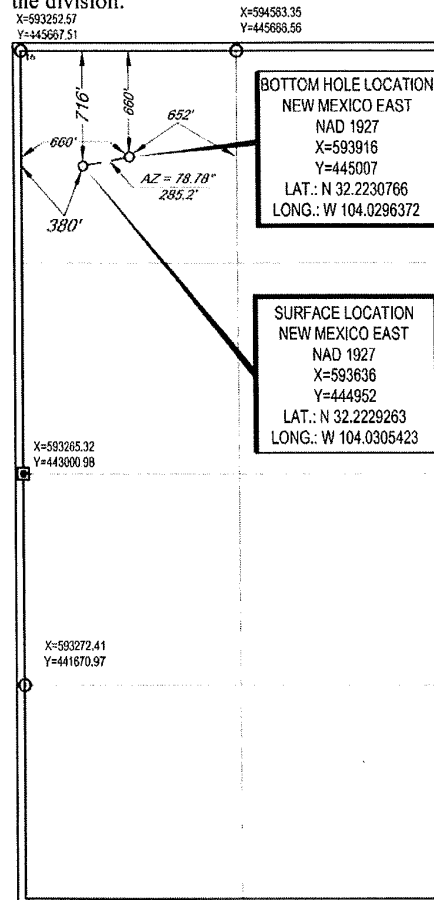 the division.
X=593252.57
Y=445667.51
X=594563.35
Y=445668.56
716'
660'
660'
652'
AZ = 78.78°
285.2'
380'
BOTTOM HOLE LOCATION
NEW MEXICO EAST
NAD 1927
X=593916
Y=445007
LAT.: N 32.2230766
LONG.: W 104.0296372
SURFACE LOCATION
NEW MEXICO EAST
NAD 1927
X=593636
Y=444952
LAT.: N 32.2229263
LONG.: W 104.0305423
X=593265.32
Y=443000.98
X=593272.41
Y=441670.97